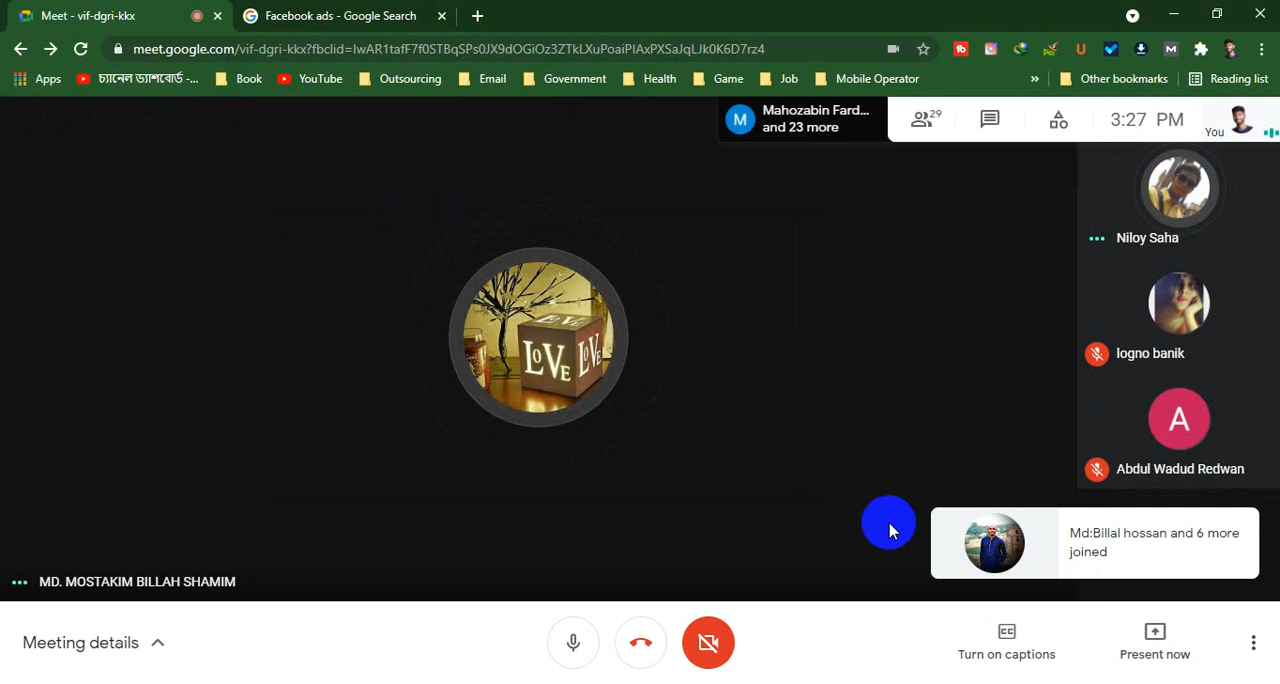 Meet - vif-dgri-kkx
Facebook ads - Google Search
meet.google.com/vif-dgri-kkx?fbclid=IwAR1tafF7f0STBqSPs0JX9dOGiOz3ZTkLXuPoaiPIAxPXSaJqLJk0K6D7rz4
Apps
চ্যানেল ড্যাশবোর্ড -...
Book
YouTube
Outsourcing
Email
Government
Health
Game
Job
Mobile Operator
»
Other bookmarks
Reading list
M
Mahozabin Fard...
and 23 more
29
3:27 PM
You
Niloy Saha
logno banik
A
Abdul Wadud Redwan
LOVE
LOVE
LOVE
Md:Billal hossan and 6 more
joined
MD. MOSTAKIM BILLAH SHAMIM
Meeting details
Turn on captions
Present now